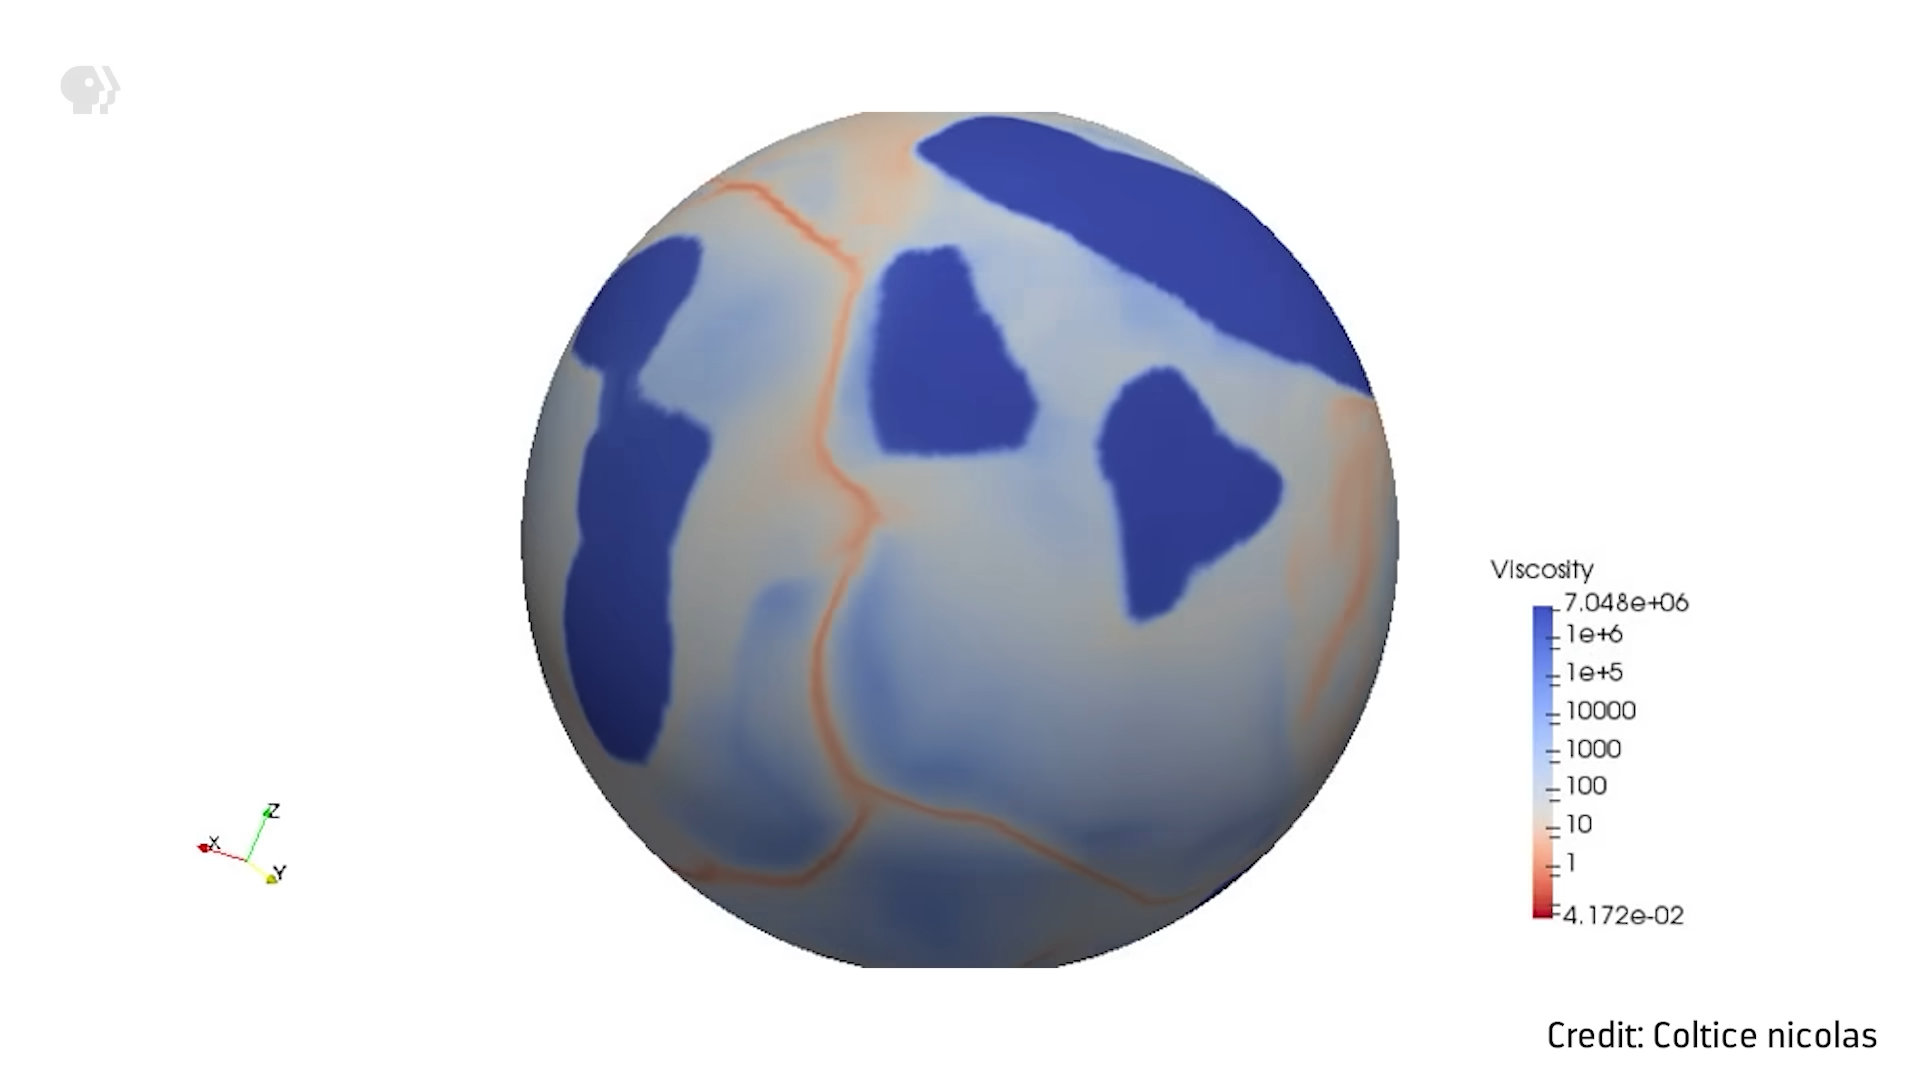 Viscosity
7.048e+06
1e+6
1e+5
10000
1000
100
10
1
4.172e-02
Z
X
Y
Credit: Coltice nicolas